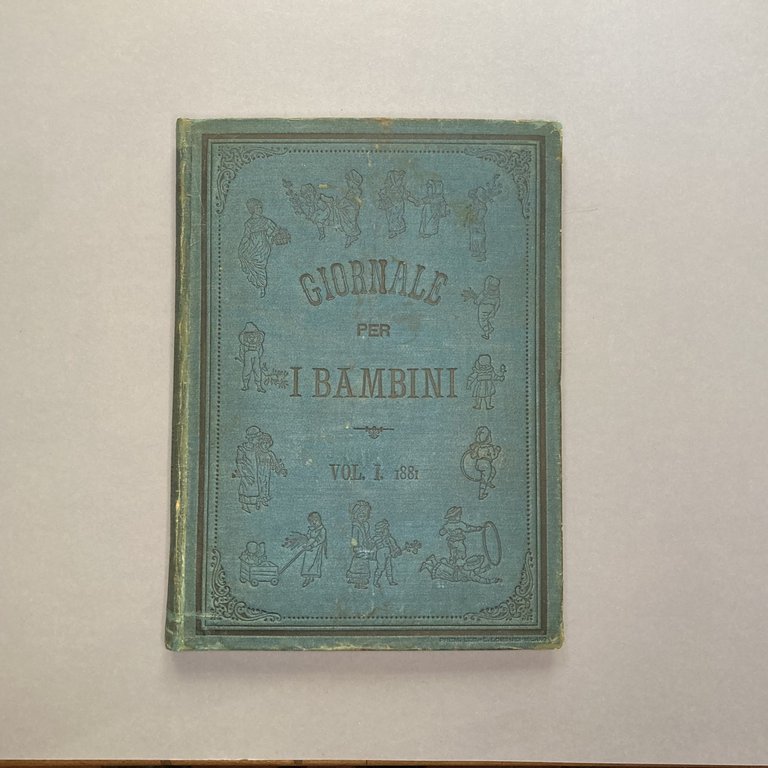 GIORNALE
PER
I BAMBINI
VOL. I. 1881